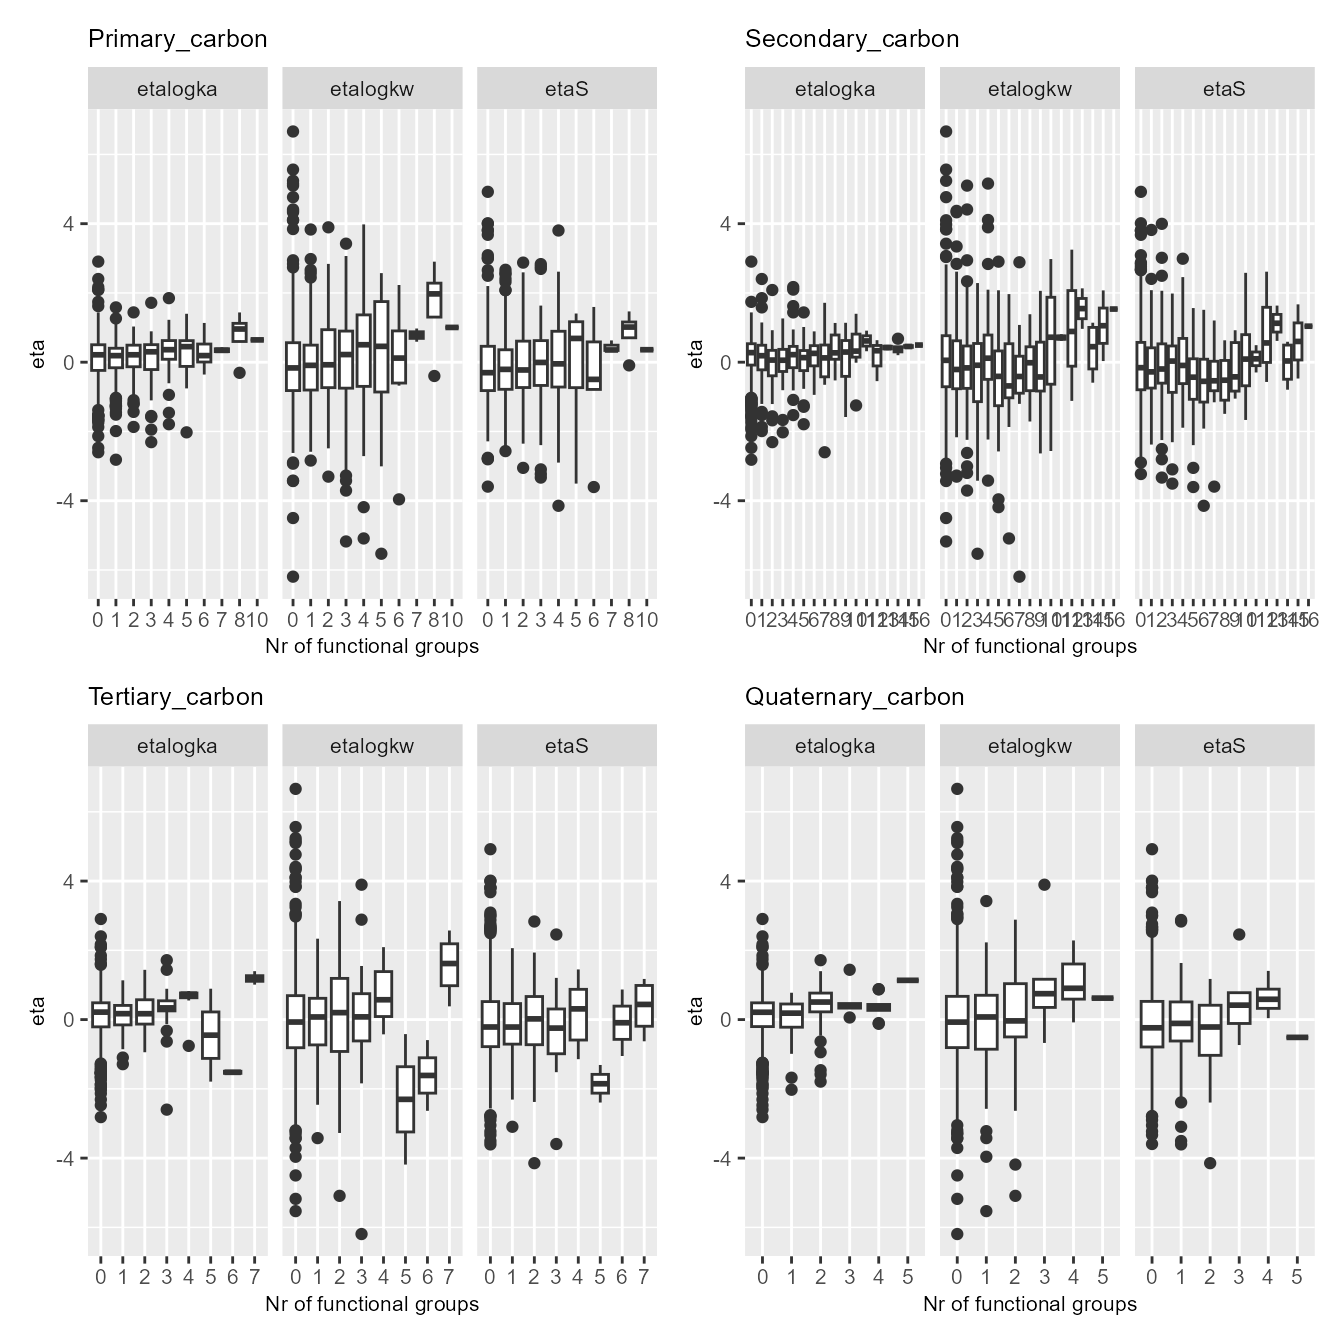 Primary_carbon
etalogka etalogkw etaS
4
0
-4
eta
0 1 2 3 4 5 6 7 8 10 0 1 2 3 4 5 6 7 8 10 0 1 2 3 4 5 6 7 8 10
Nr of functional groups
Secondary_carbon
etalogka etalogkw etaS
4
0
-4
eta
Nr of functional groups
Tertiary_carbon
etalogka etalogkw etaS
4
0
-4
eta
0 1 2 3 4 5 6 7 0 1 2 3 4 5 6 7 0 1 2 3 4 5 6 7
Nr of functional groups
Quaternary_carbon
etalogka etalogkw etaS
4
0
-4
eta
0 1 2 3 4 5 0 1 2 3 4 5 0 1 2 3 4 5
Nr of functional groups